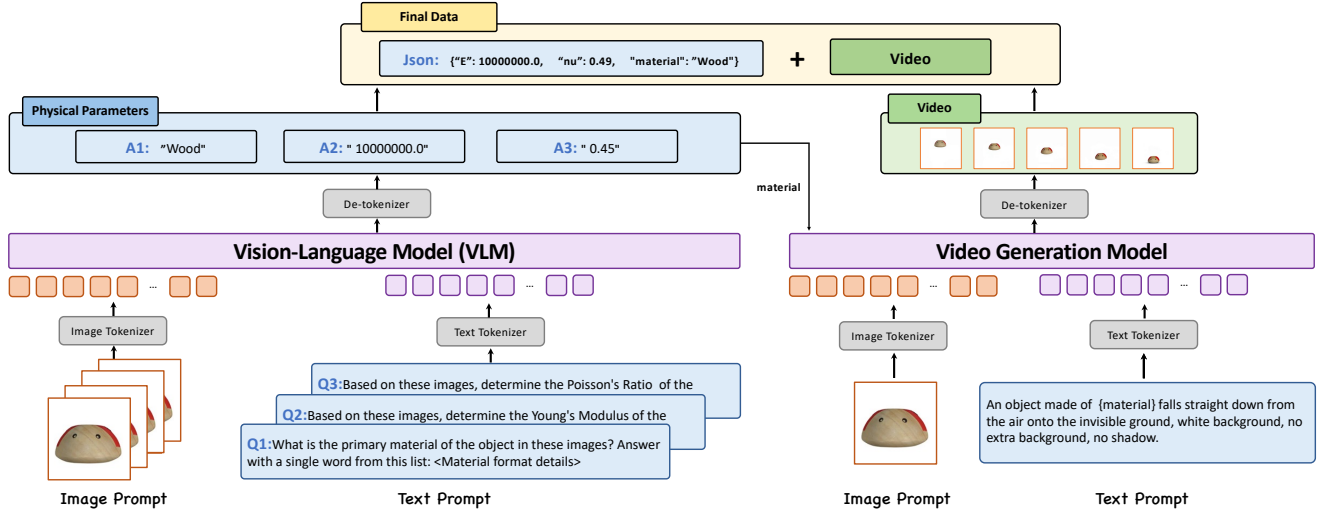 Final Data
Json: {“E”: 10000000.0, “nu”: 0.49, "material": ”Wood"}
+
Video
Physical Parameters
A1: ”Wood"
A2: " 10000000.0"
A3: " 0.45"
Video
material
De-tokenizer
De-tokenizer
Vision-Language Model (VLM)
Video Generation Model
...
...
...
...
Image Tokenizer
Text Tokenizer
Image Tokenizer
Text Tokenizer
Q3:Based on these images, determine the Poisson's Ratio of the
Q2:Based on these images, determine the Young's Modulus of the
Q1:What is the primary material of the object in these images? Answer
with a single word from this list: <Material format details>
An object made of {material} falls straight down from
the air onto the invisible ground, white background, no
extra background, no shadow.
Image Prompt
Text Prompt
Image Prompt
Text Prompt